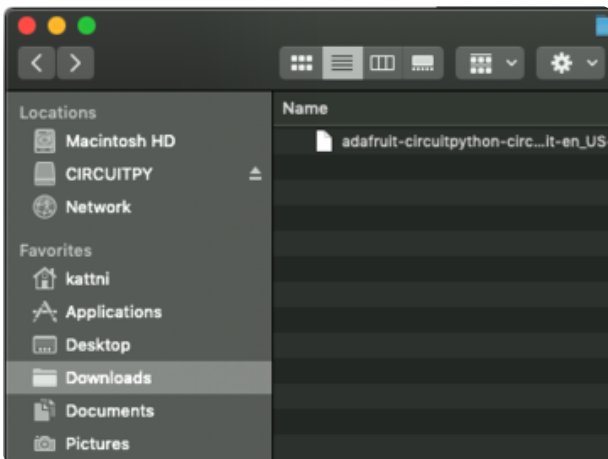 Locations
Name
Macintosh HD
adafruit-circuitpython-circ...it-en_US-
CIRCUITPY
Network
Favorites
kattni
Applications
Desktop
Downloads
Documents
Pictures